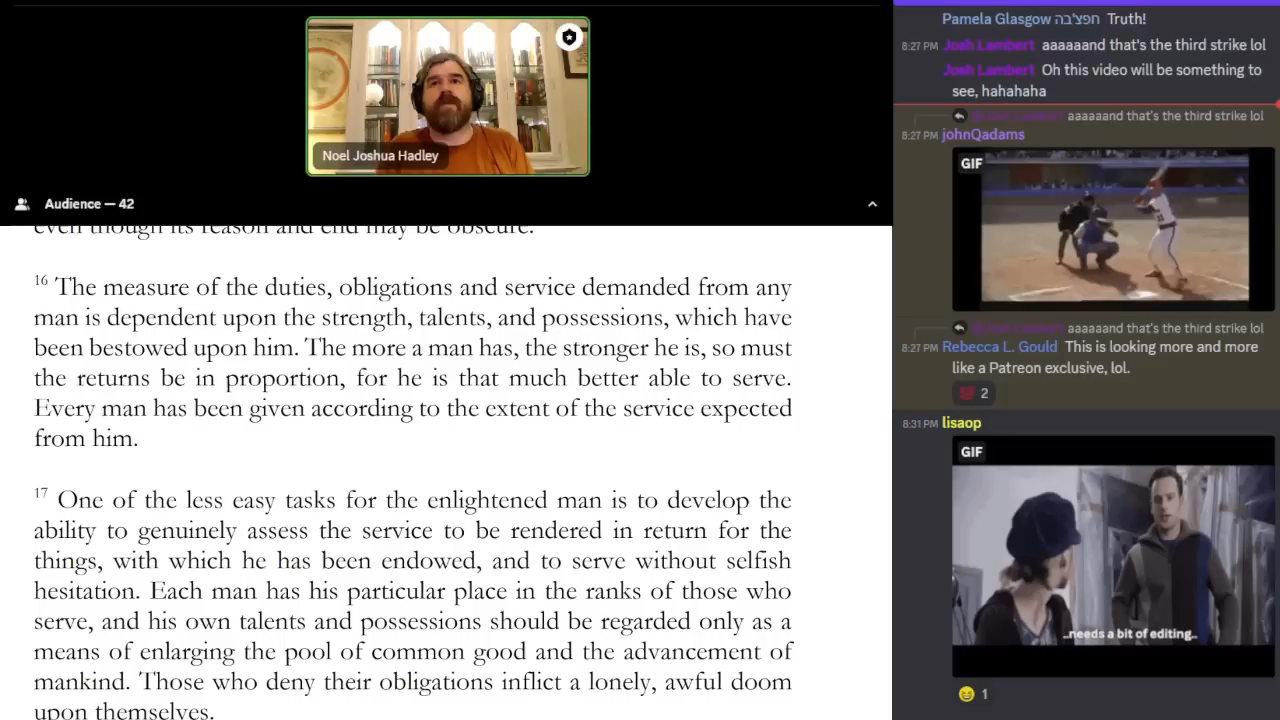 Noel Joshua Hadley
Audience — 42
even though its reason and end may be obscure.
16 The measure of the duties, obligations and service demanded from any
man is dependent upon the strength, talents, and possessions, which have
been bestowed upon him. The more a man has, the stronger he is, so must
the returns be in proportion, for he is that much better able to serve.
Every man has been given according to the extent of the service expected
from him.
17 One of the less easy tasks for the enlightened man is to develop the
ability to genuinely assess the service to be rendered in return for the
things, with which he has been endowed, and to serve without selfish
hesitation. Each man has his particular place in the ranks of those who
serve, and his own talents and possessions should be regarded only as a
means of enlarging the pool of common good and the advancement of
mankind. Those who deny their obligations inflict a lonely, awful doom
upon themselves.
Pamela Glasgow חפצ'בה Truth!
8:27 PM Josh Lambert aaaaaand that's the third strike lol
Josh Lambert Oh this video will be something to
see, hahahaha
@Josh Lambert aaaaaand that's the third strike lol
8:27 PM johnQadams
GIF
@Josh Lambert aaaaaand that's the third strike lol
8:27 PM Rebecca L. Gould This is looking more and more
like a Patreon exclusive, lol.
2
8:31 PM lisaop
GIF
..needs a bit of editing..
1